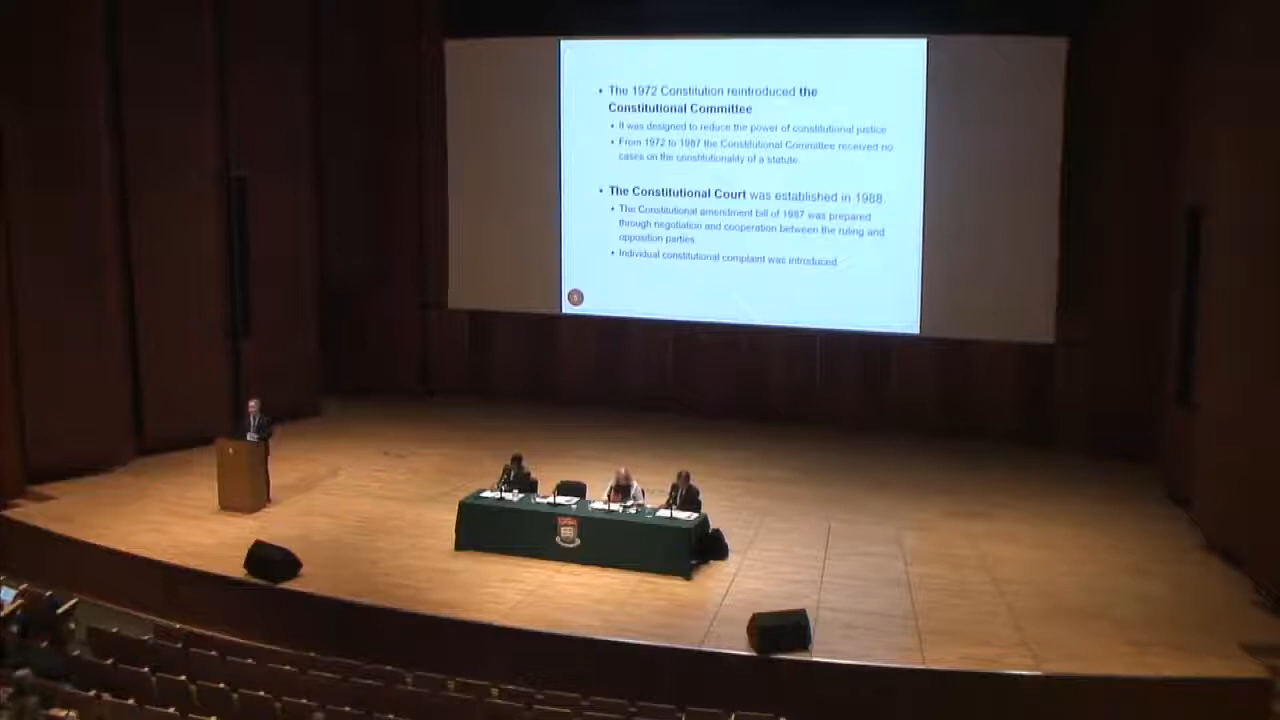 • The 1972 Constitution reintroduced the
Constitutional Committee
• It was designed to reduce the power of constitutional justice
• From 1972 to 1987 the Constitutional Committee received no
cases on the constitutionality of a statute.
• The Constitutional Court was established in 1988.
• The Constitutional amendment bill of 1987 was prepared
through negotiation and cooperation between the ruling and
opposition parties
• Individual constitutional complaint was introduced